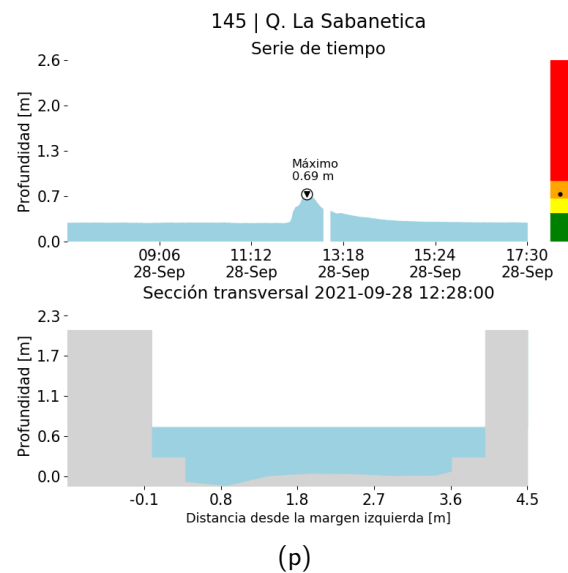 145 | Q. La Sabanetica
Serie de tiempo
2.6
2.0
1.3
0.7
0.0
Profundidad [m]
Máximo
0.69 m
09:06 11:12 13:18 15:24 17:30
28-Sep 28-Sep 28-Sep 28-Sep 28-Sep
Sección transversal 2021-09-28 12:28:00
2.3
1.7
1.1
0.6
0.0
Profundidad [m]
-0.1 0.8 1.8 2.7 3.6 4.5
Distancia desde la margen izquierda [m]
(p)